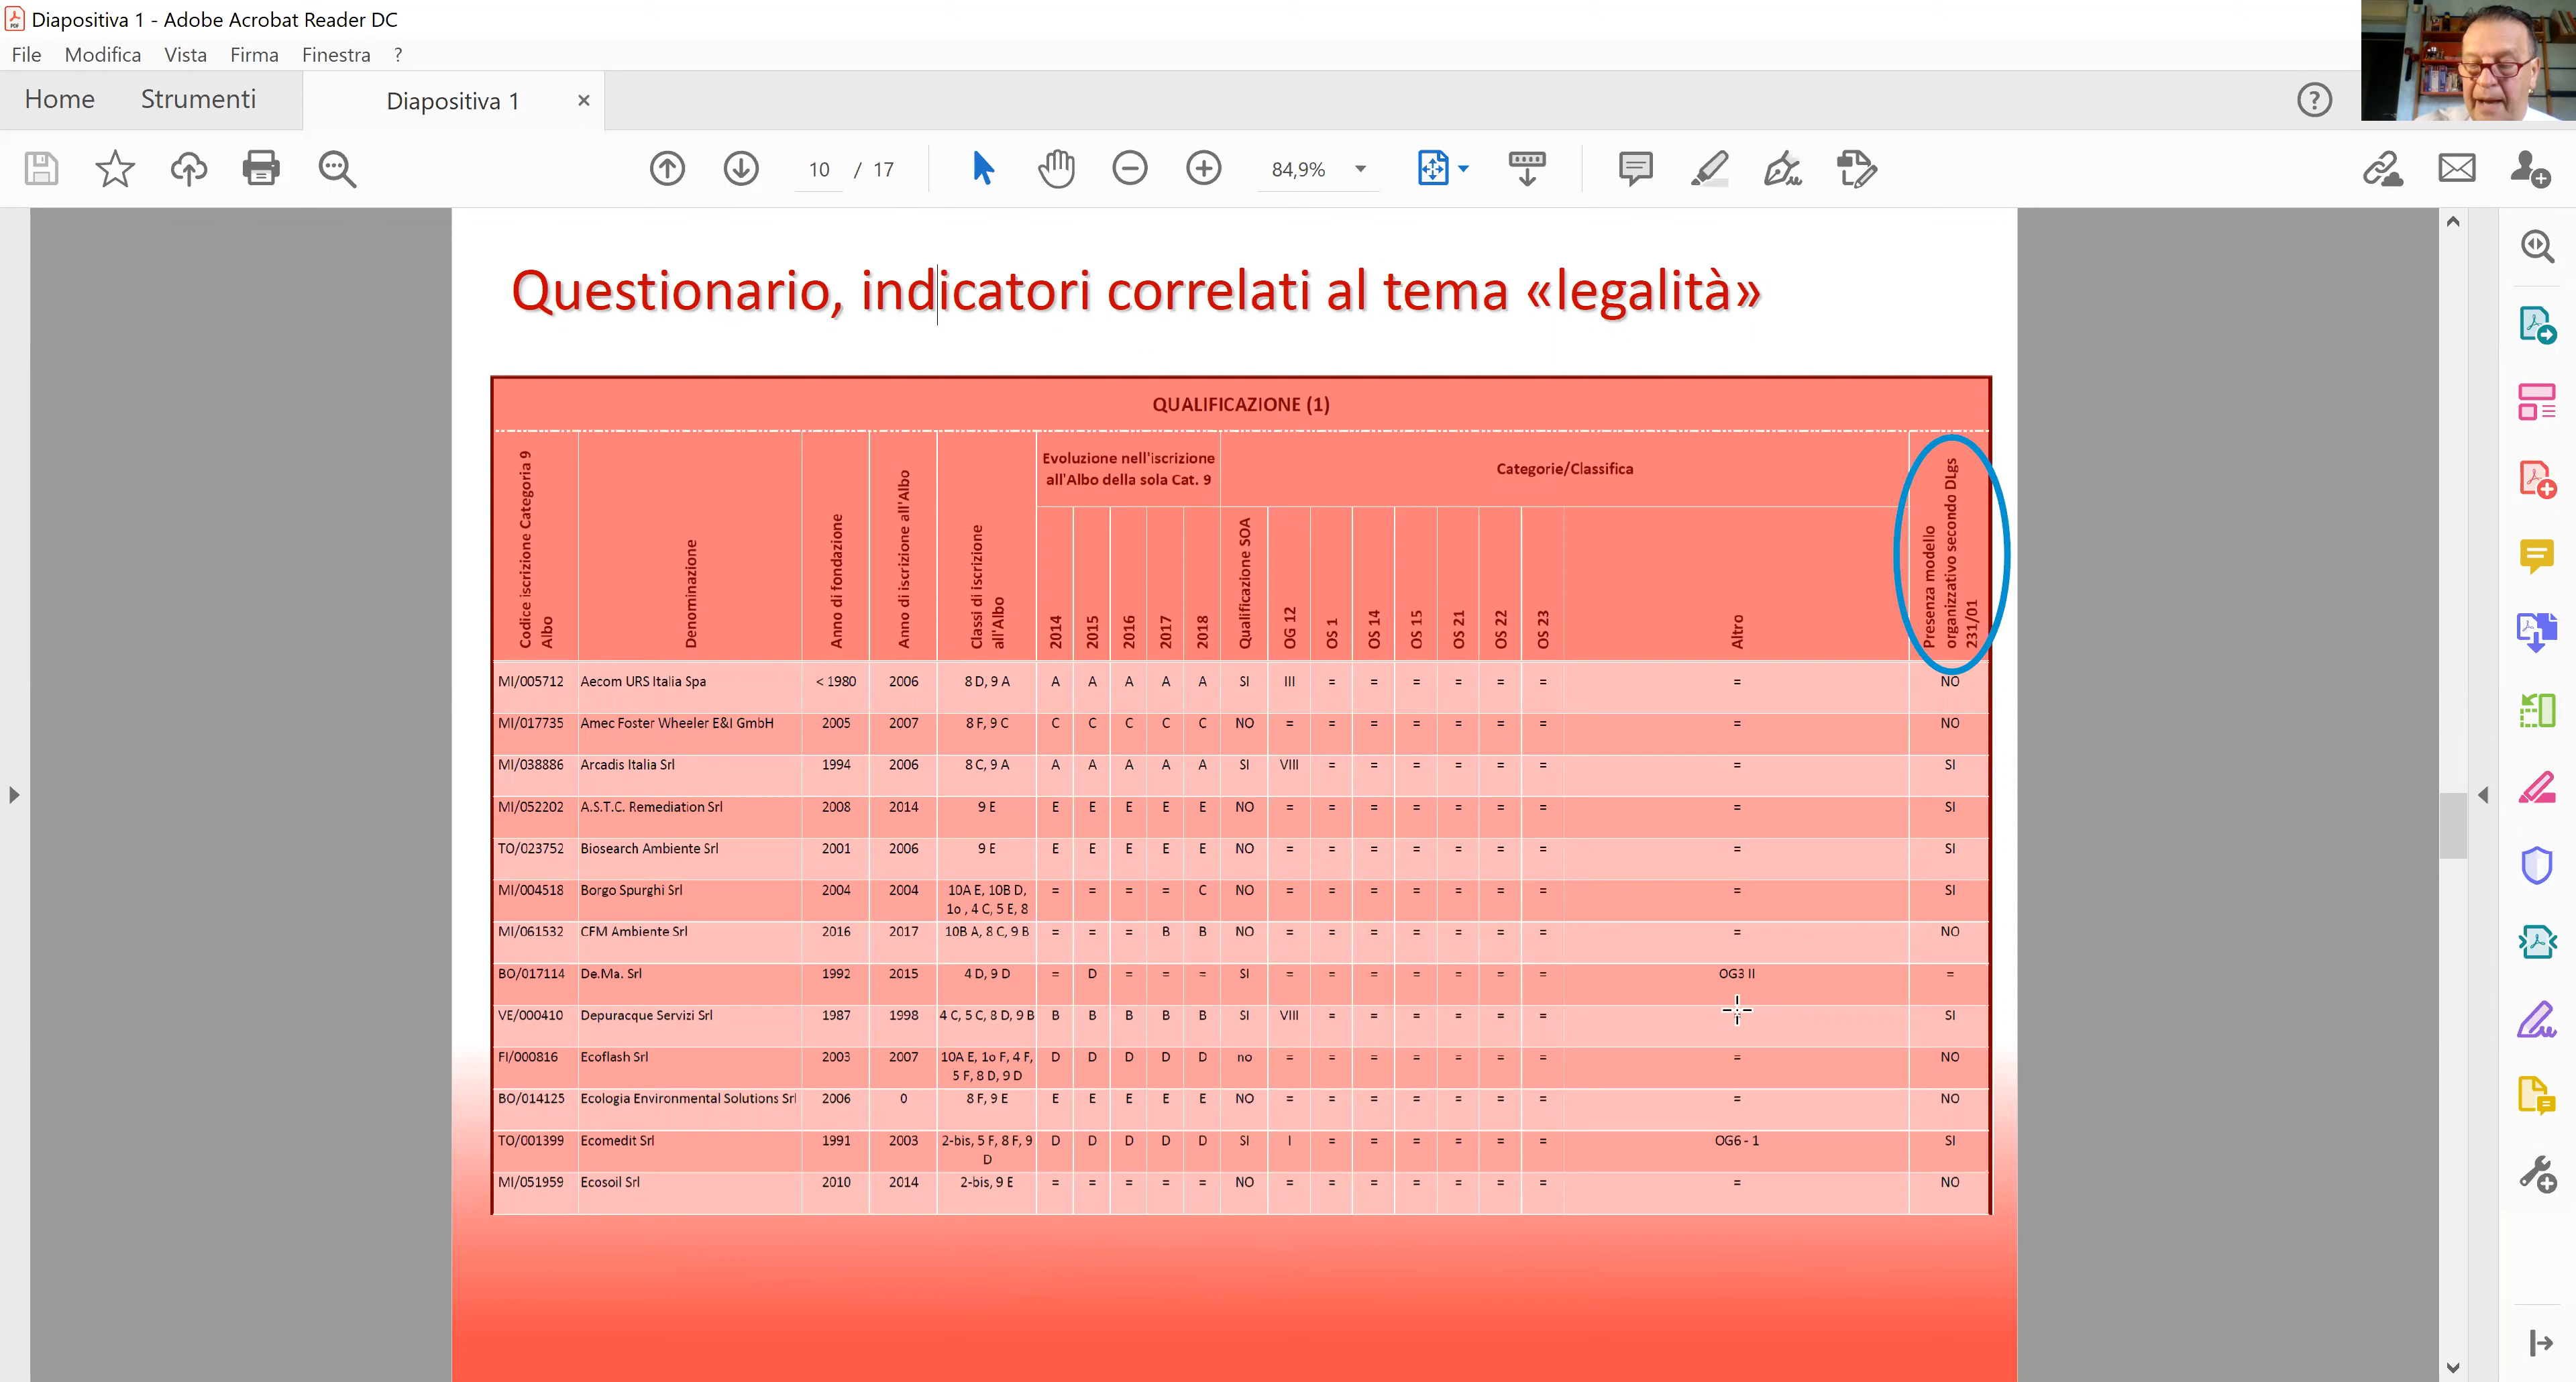 Diapositiva 1 - Adobe Acrobat Reader DC
File Modifica Vista Firma Finestra ?
Home Strumenti Diapositiva 1 × ?
10 / 17 84,9%
Questionario, indicatori correlati al tema «legalità»
QUALIFICAZIONE (1)
Codice iscrizione Categoria 9
Albo
Denominazione
Anno di fondazione
Anno di iscrizione all'Albo
Classi di iscrizione
all'Albo
Evoluzione nell'iscrizione
all'Albo della sola Cat. 9
2014 2015 2016 2017 2018
Categorie/Classifica
Qualificazione SOA
OG 12
OS 1
OS 14
OS 15
OS 21
OS 22
OS 23
Altro
Presenza modello
organizzativo secondo DLgs
231/01
MI/005712 Aecom URS Italia Spa < 1980 2006 8 D, 9 A A A A A A SI III = = = = = = = NO
MI/017735 Amec Foster Wheeler E&I GmbH 2005 2007 8 F, 9 C C C C C C NO = = = = = = = = NO
MI/038886 Arcadis Italia Srl 1994 2006 8 C, 9 A A A A A A SI VIII = = = = = = = SI
MI/052202 A.S.T.C. Remediation Srl 2008 2014 9 E E E E E E NO = = = = = = = = SI
TO/023752 Biosearch Ambiente Srl 2001 2006 9 E E E E E E NO = = = = = = = = SI
MI/004518 Borgo Spurghi Srl 2004 2004 10A E, 10B D, = = = = C NO = = = = = = = = SI
1o , 4 C, 5 E, 8
MI/061532 CFM Ambiente Srl 2016 2017 10B A, 8 C, 9 B = = = B B NO = = = = = = = = NO
BO/017114 De.Ma. Srl 1992 2015 4 D, 9 D = D = = = SI = = = = = = = OG3 II =
VE/000410 Depuracque Servizi Srl 1987 1998 4 C, 5 C, 8 D, 9 B B B B B B SI VIII = = = = = = SI
FI/000816 Ecoflash Srl 2003 2007 10A E, 1o F, 4 F, D D D D D no = = = = = = = = NO
5 F, 8 D, 9 D
BO/014125 Ecologia Environmental Solutions Srl 2006 0 8 F, 9 E E E E E E NO = = = = = = = = NO
TO/001399 Ecomedit Srl 1991 2003 2-bis, 5 F, 8 F, 9 D D D D D SI I = = = = = = OG6 - 1 SI
D
MI/051959 Ecosoil Srl 2010 2014 2-bis, 9 E = = = = = NO = = = = = = = = NO